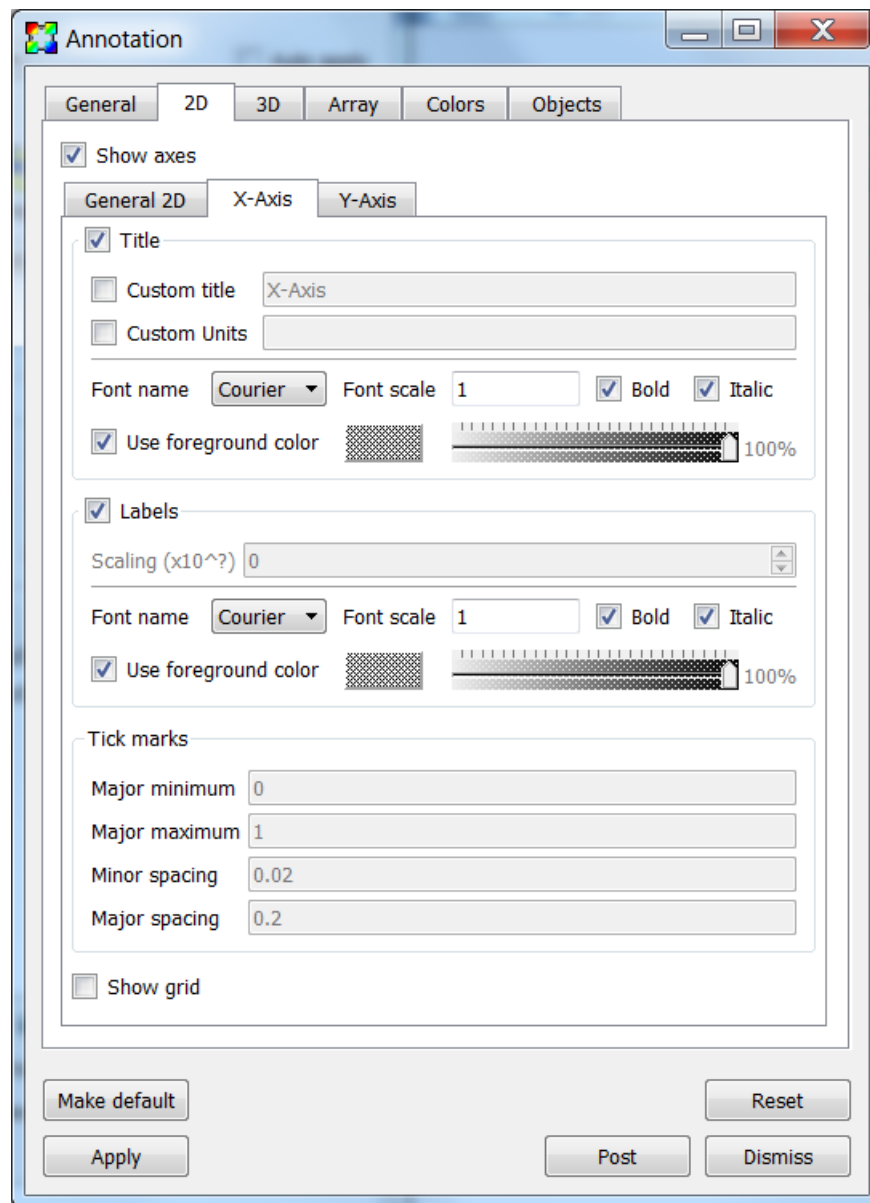 Annotation
General 2D 3D Array Colors Objects
Show axes
General 2D X-Axis Y-Axis
Title
Custom title X-Axis
Custom Units
Font name Courier Font scale 1 Bold Italic
Use foreground color 100%
Labels
Scaling (x10^?) 0
Font name Courier Font scale 1 Bold Italic
Use foreground color 100%
Tick marks
Major minimum 0
Major maximum 1
Minor spacing 0.02
Major spacing 0.2
Show grid
Make default Reset
Apply Post Dismiss